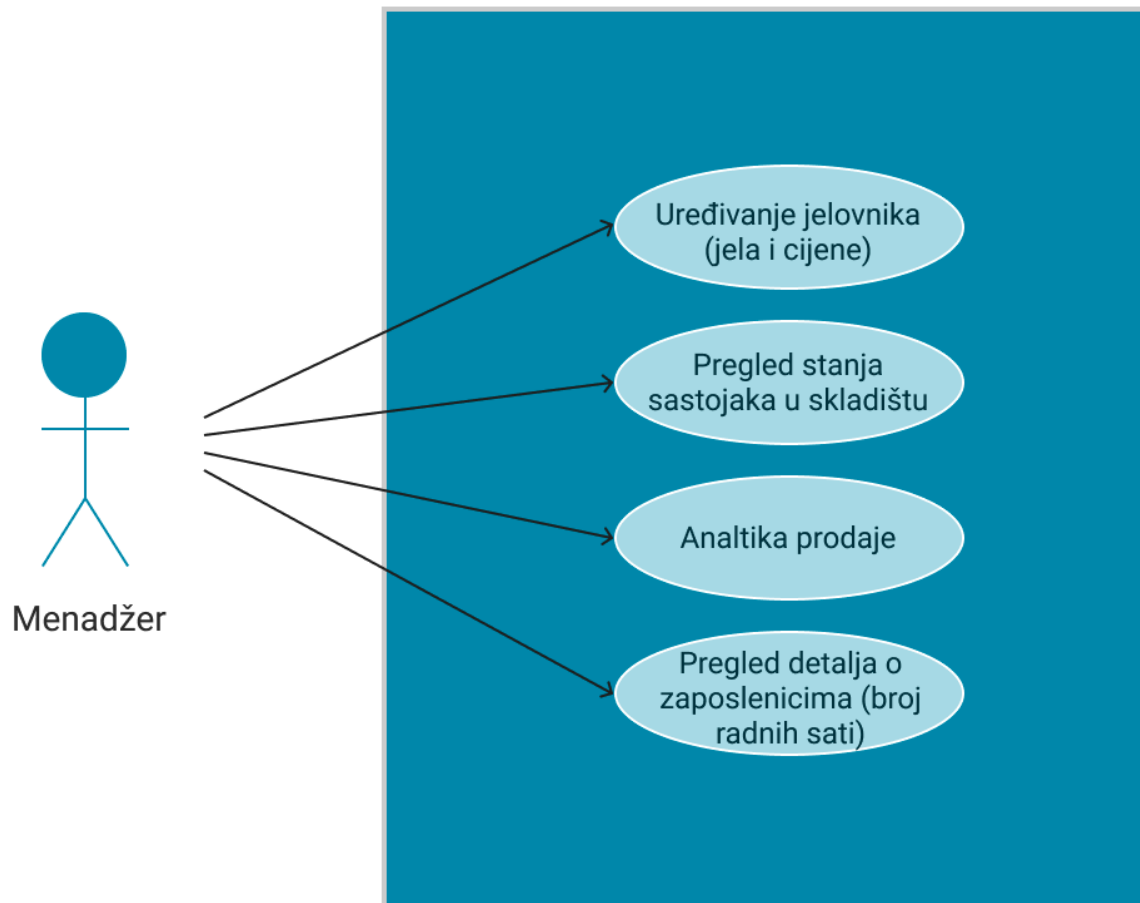 Uređivanje jelovnika
(jela i cijene)
Pregled stanja
sastojaka u skladištu
Analtika prodaje
Pregled detalja o
zaposlenicima (broj
radnih sati)
Menadžer